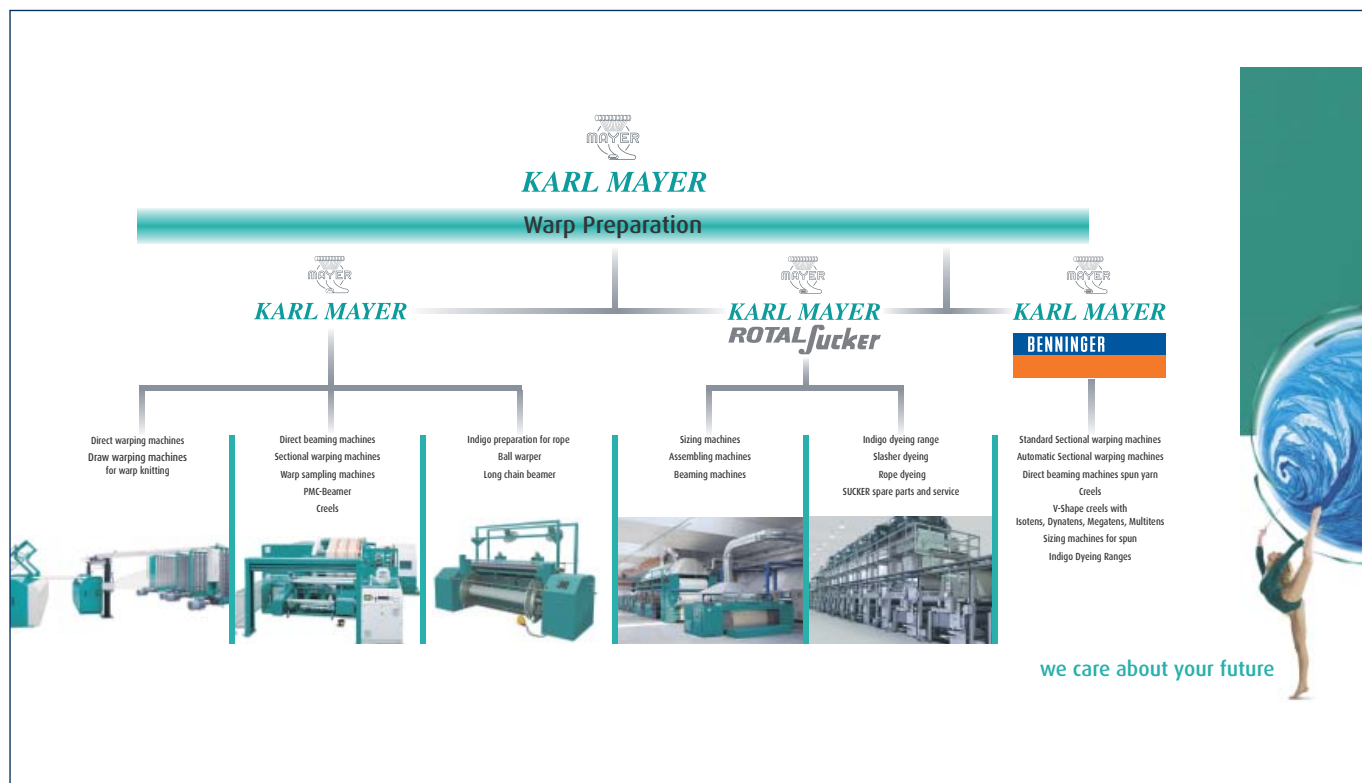 MAYER
KARL MAYER
Warp Preparation
MAYER
KARL MAYER
MAYER
KARL MAYER
ROTAL Sucker
MAYER
KARL MAYER
BENNINGER
Direct warping machines
Draw warping machines
for warp knitting
Direct beaming machines
Sectional warping machines
Warp sampling machines
PMC-Beamer
Creels
Indigo preparation for rope
Ball warper
Long chain beamer
Sizing machines
Assembling machines
Beaming machines
Indigo dyeing range
Slasher dyeing
Rope dyeing
SUCKER spare parts and service
Standard Sectional warping machines
Automatic Sectional warping machines
Direct beaming machines spun yarn
Creels
V-Shape creels with
Isotens, Dynatens, Megatens, Multitens
Sizing machines for spun
Indigo Dyeing Ranges
we care about your future